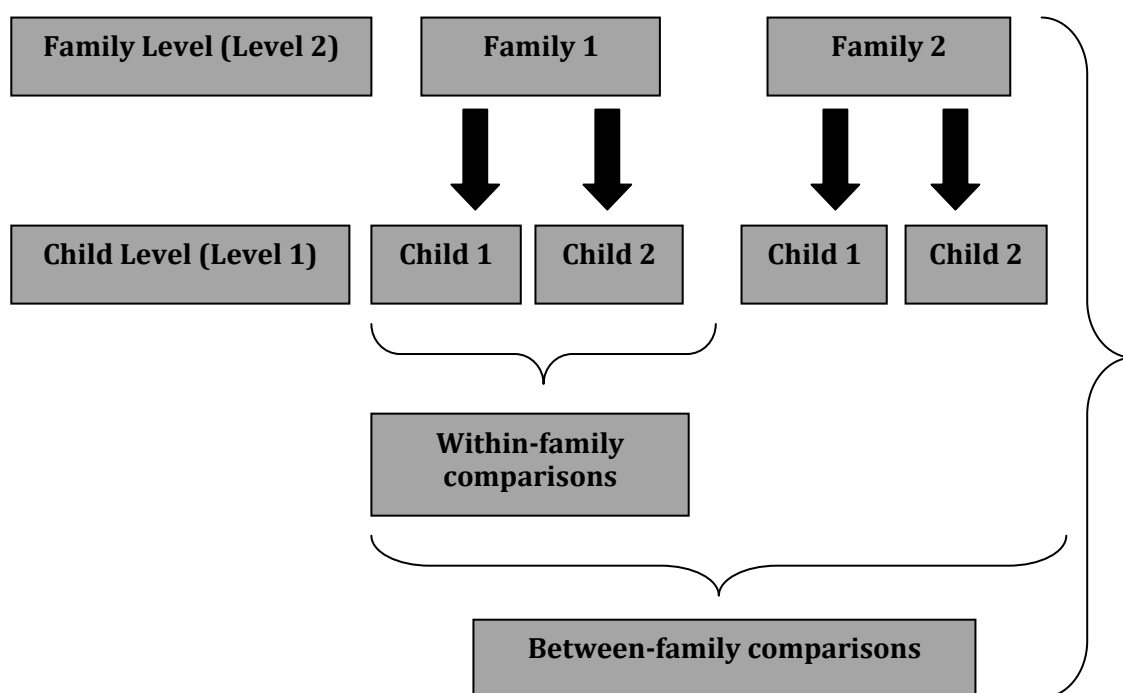 Family Level (Level 2)
Family 1
Family 2
Child Level (Level 1)
Child 1
Child 2
Child 1
Child 2
Within-family
comparisons
Between-family comparisons